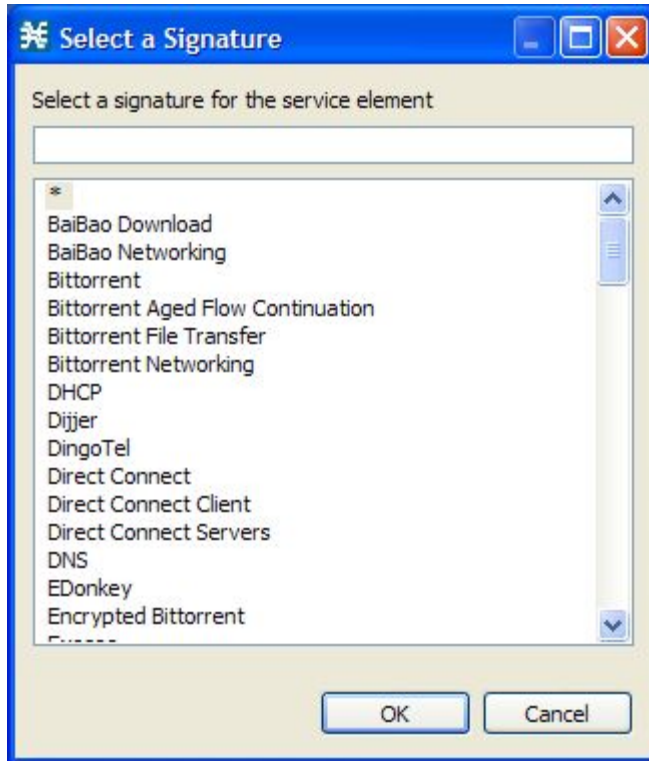 Select a Signature
Select a signature for the service element
*
BaiBao Download
BaiBao Networking
Bittorrent
Bittorrent Aged Flow Continuation
Bittorrent File Transfer
Bittorrent Networking
DHCP
Dijjer
DingoTel
Direct Connect
Direct Connect Client
Direct Connect Servers
DNS
EDonkey
Encrypted Bittorrent
OK Cancel